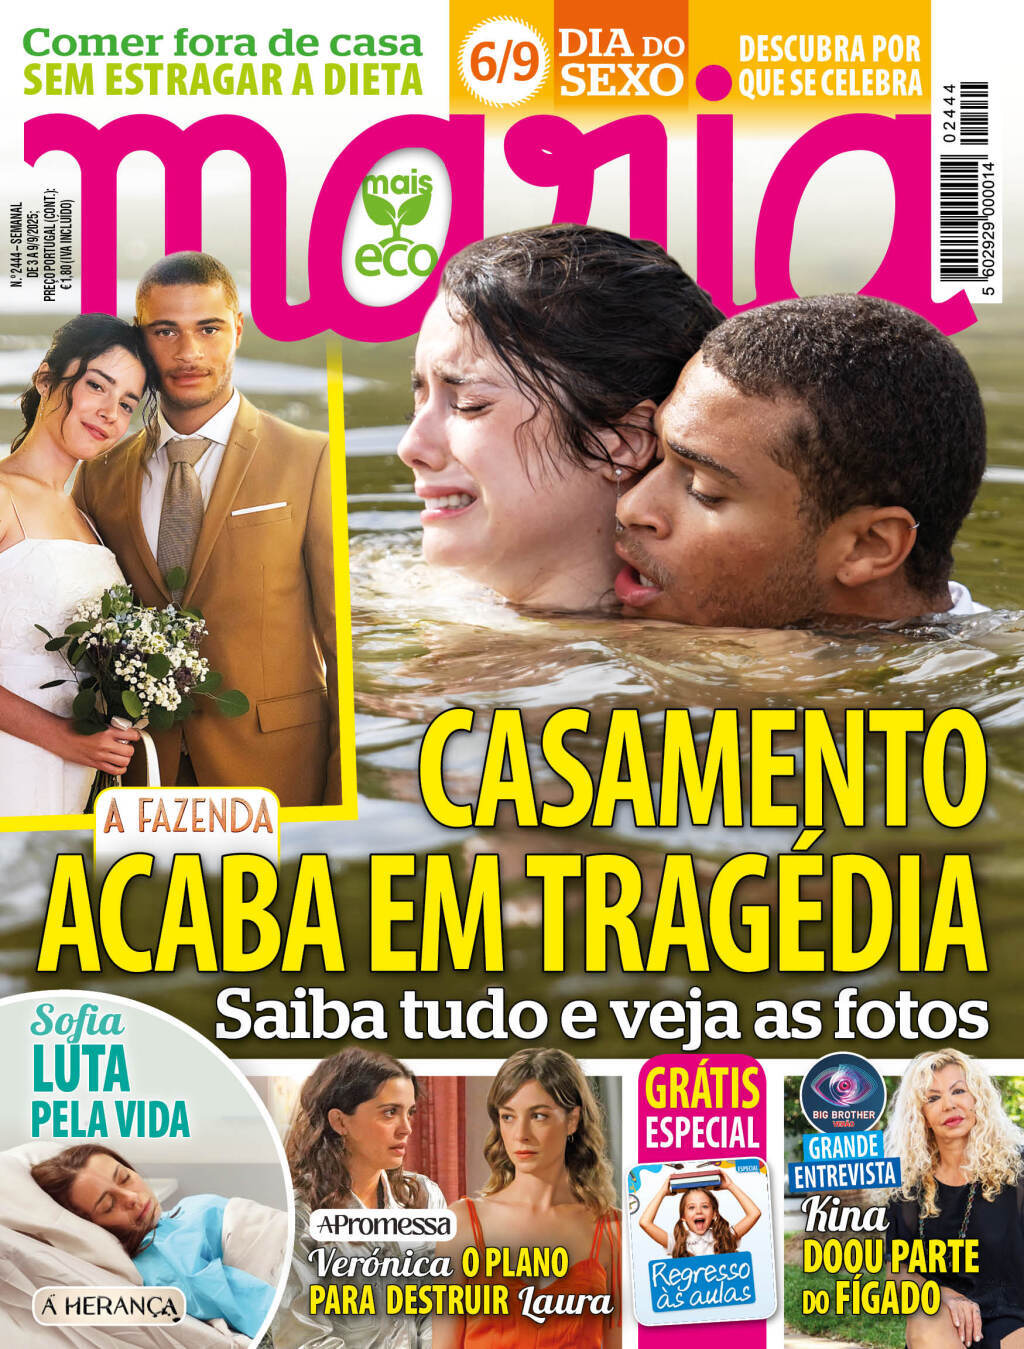 Comer fora de casa
SEM ESTRAGAR A DIETA
6/9
DIA DO
SEXO
DESCUBRA POR
QUE SE CELEBRA
maria
mais
eco
N.º 2444 – SEMANAL
DE 3 A 9/9/2025;
PREÇO PORTUGAL (CONT.):
€ 1,80 (IVA INCLUÍDO)
02444
5 602929 000014
A FAZENDA
CASAMENTO
ACABA EM TRAGÉDIA
Saiba tudo e veja as fotos
Sofia
LUTA
PELA VIDA
A HERANÇA
A Promessa
Verónica O PLANO
PARA DESTRUIR Laura
GRÁTIS
ESPECIAL
ESPECIAL
Regresso
às aulas
BIG BROTHER
VERÃO
GRANDE
ENTREVISTA
Kina
DOOU PARTE
DO FÍGADO